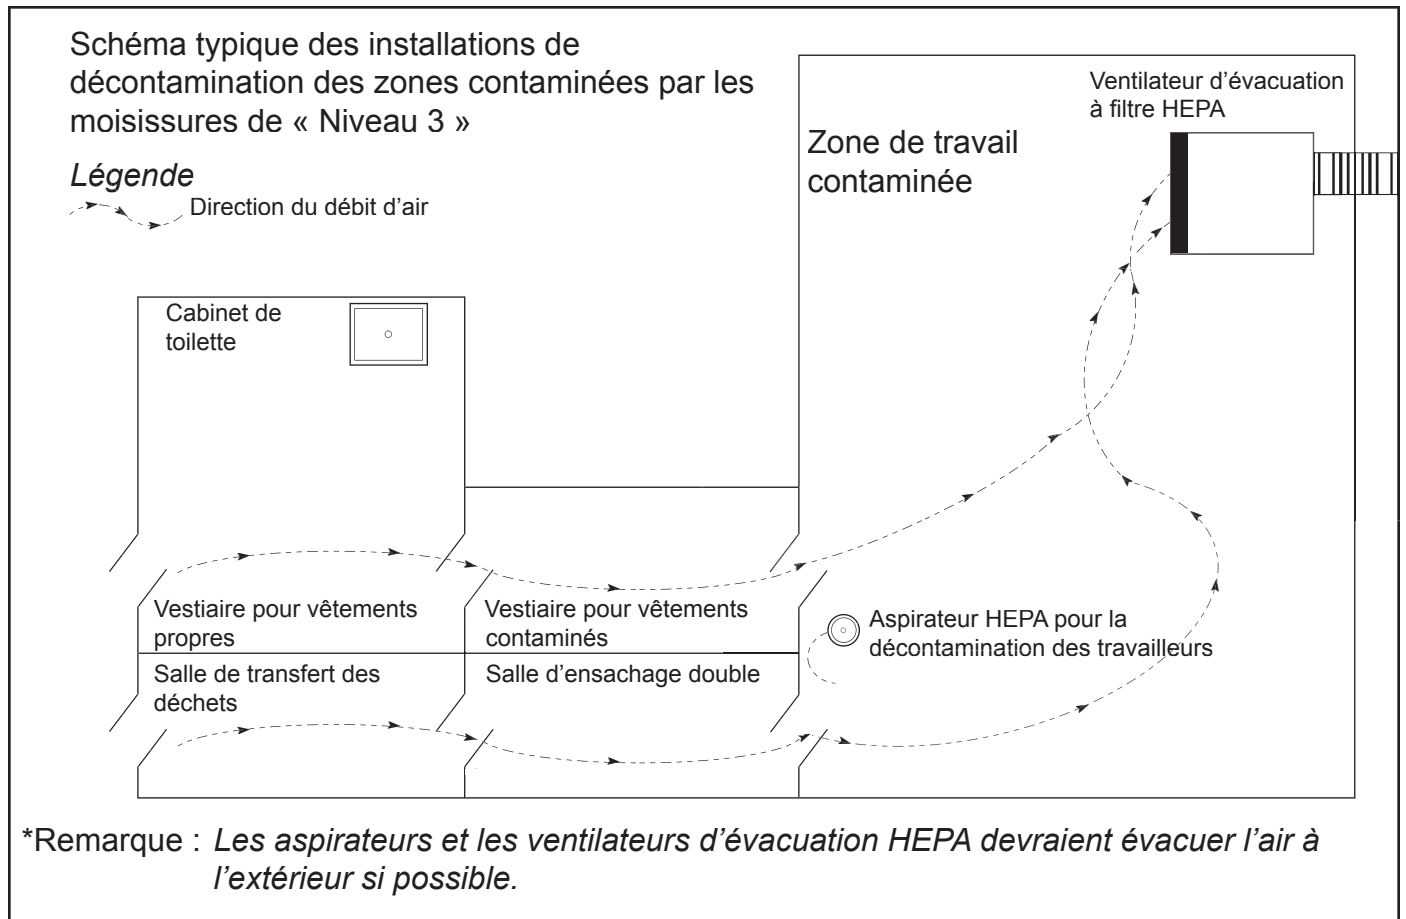 Schéma typique des installations de
décontamination des zones contaminées par les
moisissures de « Niveau 3 »
Légende
Direction du débit d’air
Ventilateur d’évacuation
à filtre HEPA
Zone de travail
contaminée
Cabinet de
toilette
Vestiaire pour vêtements
propres
Vestiaire pour vêtements
contaminés
Aspirateur HEPA pour la
décontamination des travailleurs
Salle de transfert des
déchets
Salle d’ensachage double
*Remarque : Les aspirateurs et les ventilateurs d’évacuation HEPA devraient évacuer l’air à
l’extérieur si possible.